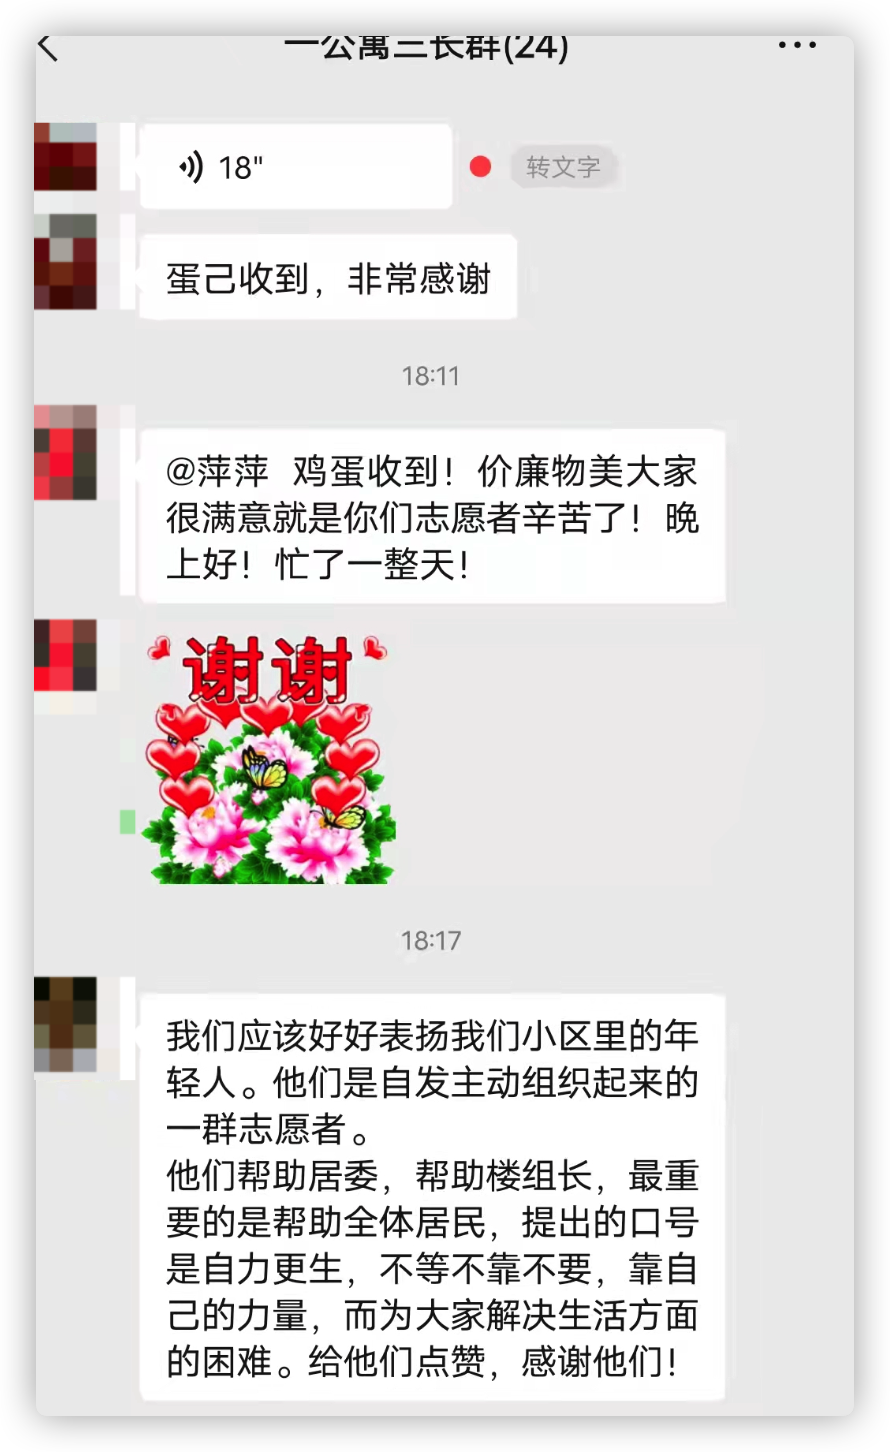 一公寓三长群(24)
18"
转文字
蛋己收到，非常感谢
18:11
@萍萍 鸡蛋收到！价廉物美大家
很满意就是你们志愿者辛苦了！晚
上好！忙了一整天！
谢谢
18:17
我们应该好好表扬我们小区里的年
轻人。他们是自发主动组织起来的
一群志愿者。
他们帮助居委，帮助楼组长，最重
要的是帮助全体居民，提出的口号
是自力更生，不等不靠不要，靠自
己的力量，而为大家解决生活方面
的困难。给他们点赞，感谢他们！